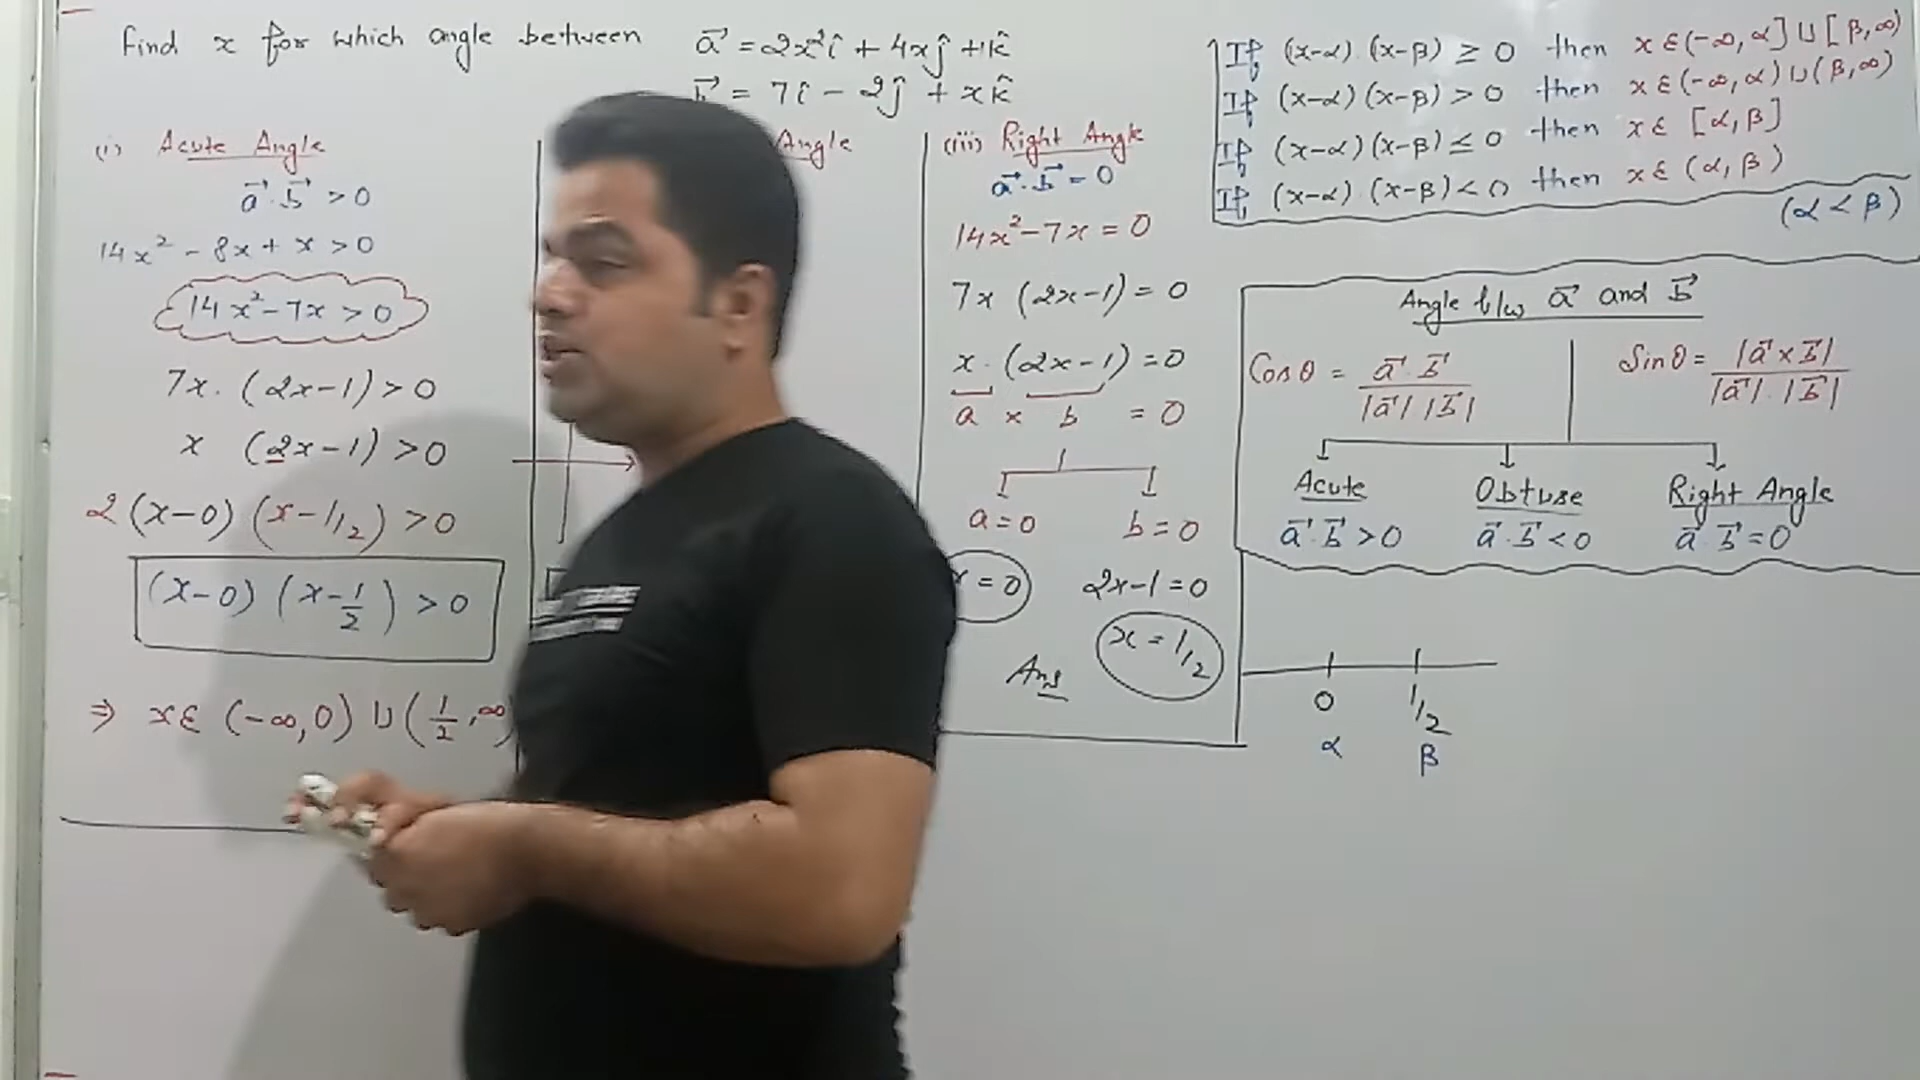 Find x for which angle between
a⃗ = 2x²î + 4xĵ + 1k̂
b⃗ = 7î - 2ĵ + xk̂
(i) Acute Angle
a⃗ . b⃗ > 0
14x² - 8x + x > 0
14x² - 7x > 0
7x . (2x-1) > 0
x (2x-1) > 0
2(x-0) (x-1/2) > 0
(x-0) (x-1/2) > 0
⇒ x ε (-∞,0) ∪ (1/2, ∞
Angle
(iii) Right Angle
a⃗ . b⃗ = 0
14x² - 7x = 0
7x (2x-1) = 0
x . (2x-1) = 0
a × b = 0
a = 0 b = 0
= 0 2x-1 = 0
x = 1/2
Ans
If (x-α) . (x-β) ≥ 0 then x ε (-∞, α] ∪ [β, ∞)
If (x-α) (x-β) > 0 then x ε (-∞, α) ∪ (β, ∞)
If (x-α) (x-β) ≤ 0 then x ε [α, β]
If (x-α) . (x-β) < 0 then x ε (α, β)
(α < β)
Angle b/w a⃗ and b⃗
Cosθ = a⃗ . b⃗ / |a⃗| |b⃗|
Sinθ = |a⃗ × b⃗| / |a⃗| . |b⃗|
Acute Obtuse Right Angle
a⃗ . b⃗ > 0 a⃗ . b⃗ < 0 a⃗ . b⃗ = 0
0 1/2
α β